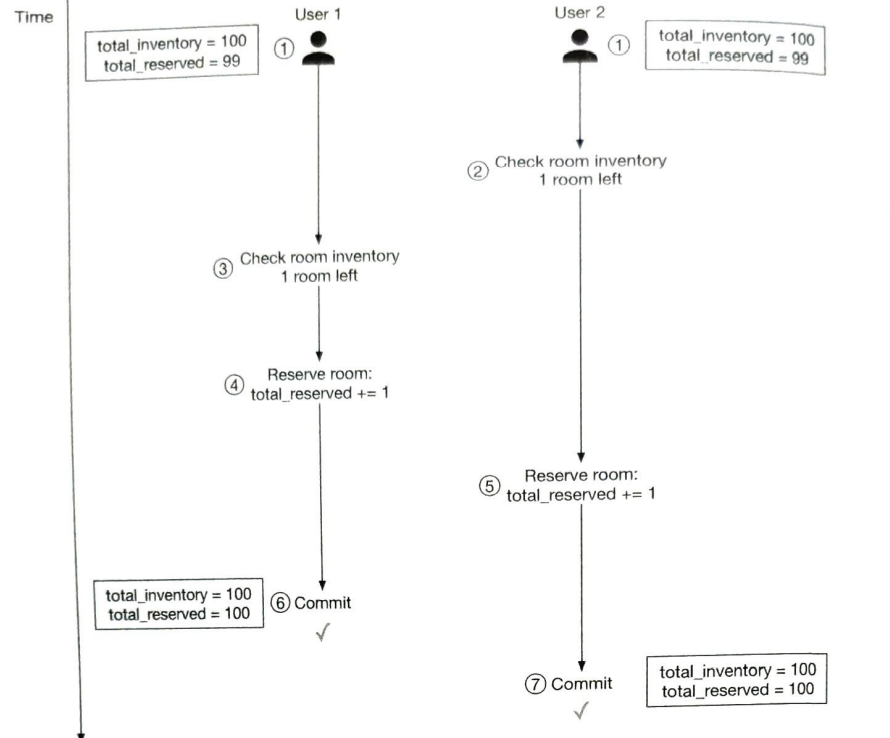 Time
User 1
User 2
total_inventory = 100
total_reserved = 99
1
1
total_inventory = 100
total_reserved = 99
2
Check room inventory
1 room left
3
Check room inventory
1 room left
4
Reserve room:
total_reserved += 1
5
Reserve room:
total_reserved += 1
total_inventory = 100
total_reserved = 100
6 Commit
7 Commit
total_inventory = 100
total_reserved = 100